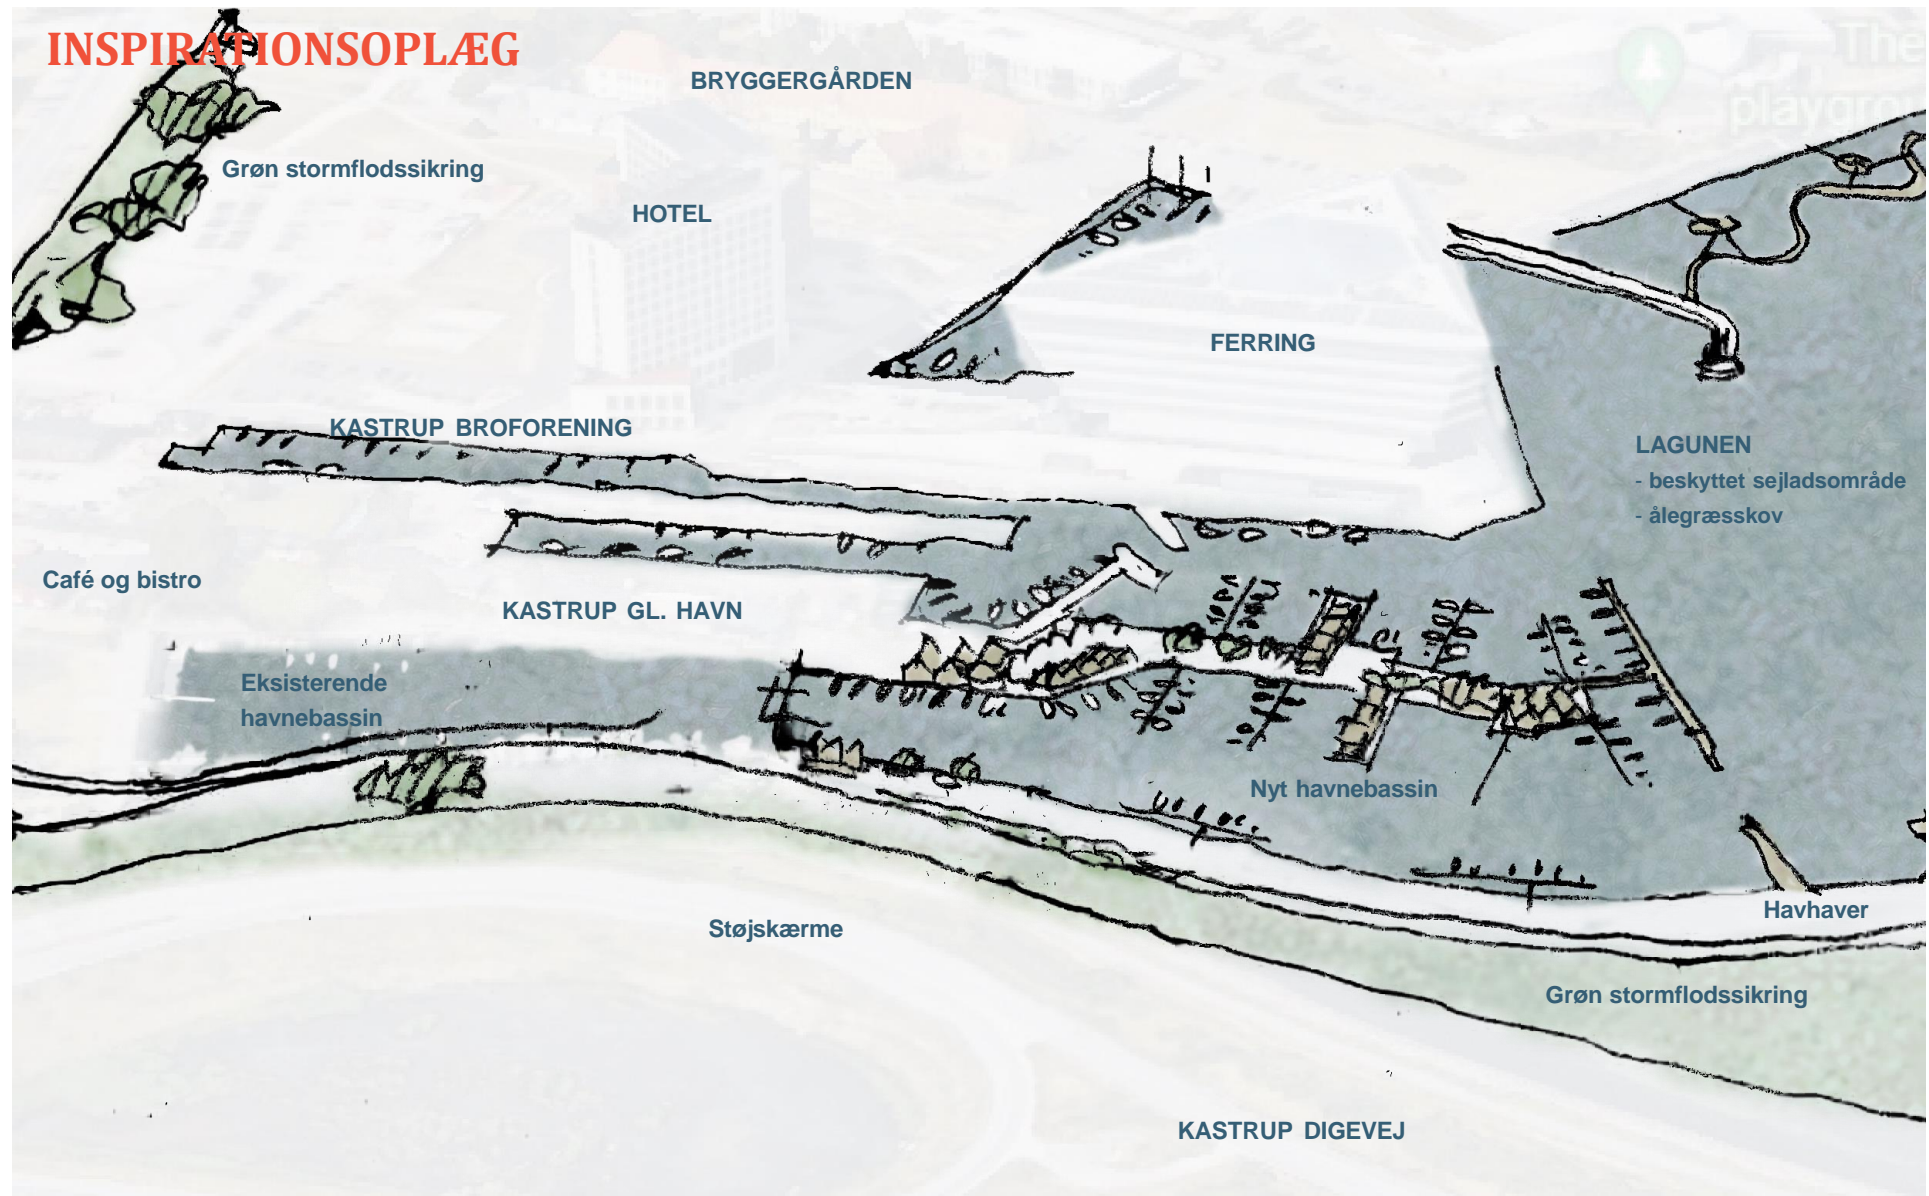 INSPIRATIONSOPLÆG
The
BRYGGERGÅRDEN
Grøn stormflodssikring
HOTEL
FERRING
KASTRUP BROFORENING
LAGUNEN
- beskyttet sejladsområde
- ålegræsskov
Café og bistro
KASTRUP GL. HAVN
Eksisterende
havnebassin
Nyt havnebassin
Havhaver
Støjskærme
Grøn stormflodssikring
KASTRUP DIGEVEJ